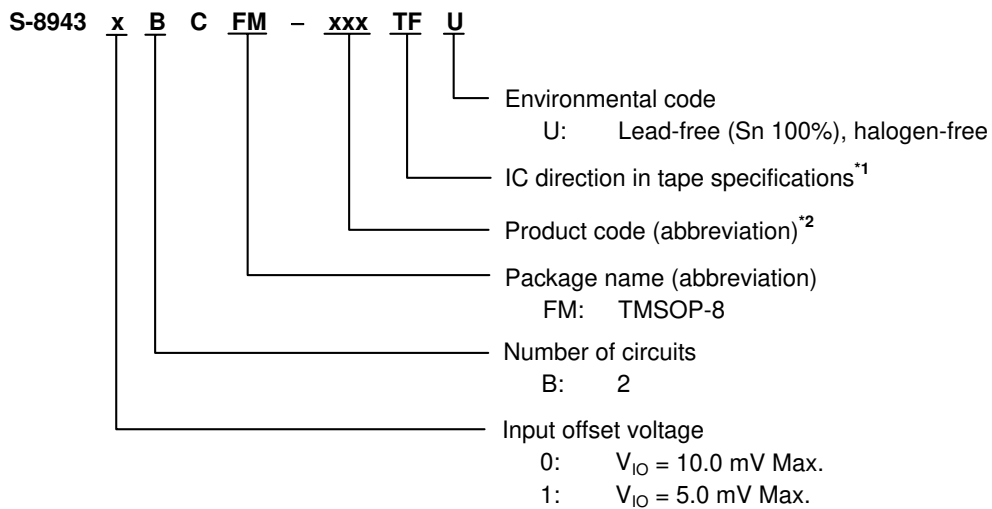 S-8943 x B C FM – xxx TF U
Environmental code
U: Lead-free (Sn 100%), halogen-free
IC direction in tape specifications*1
Product code (abbreviation)*2
Package name (abbreviation)
FM: TMSOP-8
Number of circuits
B: 2
Input offset voltage
0: VIO = 10.0 mV Max.
1: VIO = 5.0 mV Max.